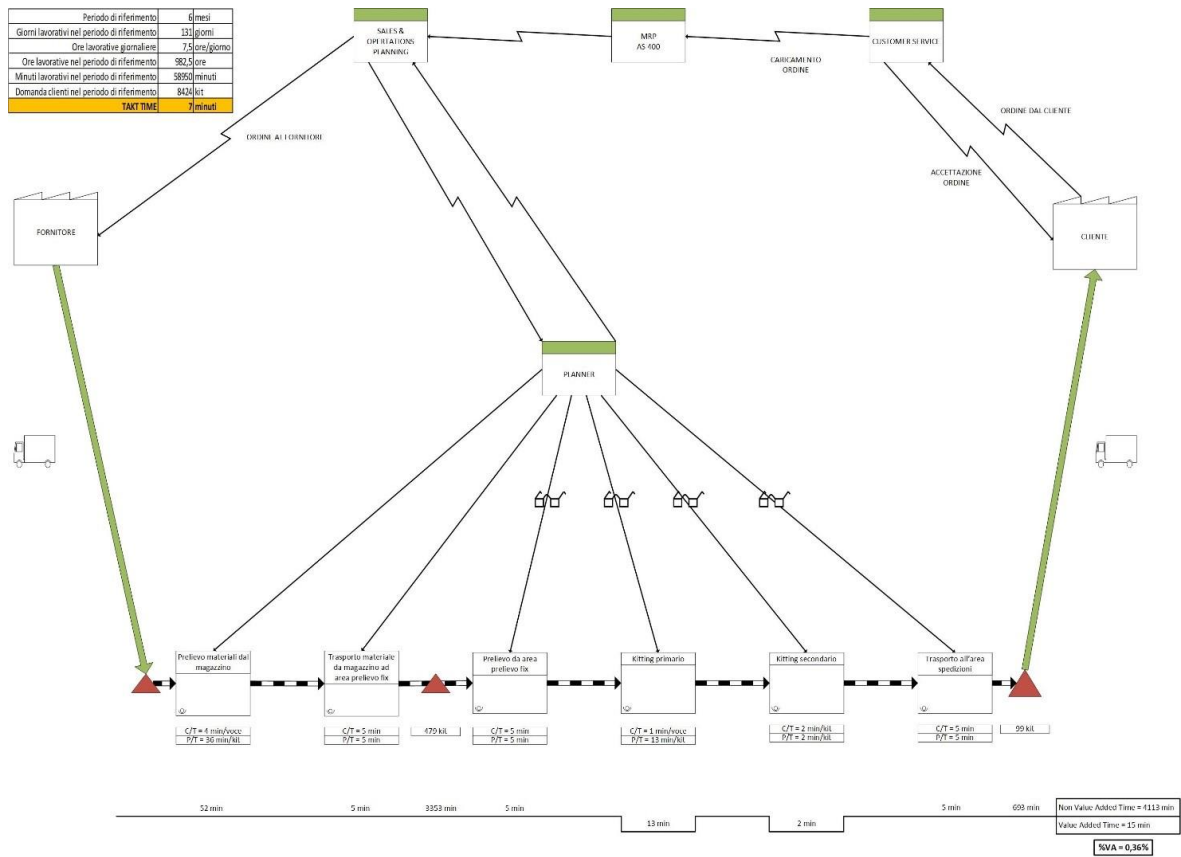 Periodo di riferimento 6 mesi
Giorni lavorativi nel periodo di riferimento 131 giorni
Ore lavorative giornaliere 7,5 ore/giorno
Ore lavorative nel periodo di riferimento 982,5 ore
Minuti lavorativi nel periodo di riferimento 58950 minuti
Domanda clienti nel periodo di riferimento 8424 kit
TAKT TIME 7 minuti
SALES &
OPERTATIONS
PLANNING
MRP
AS 400
CUSTOMER SERVICE
CARICAMENTO
ORDINE
ORDINE AL FORNITORE
ORDINE DAL CLIENTE
ACCETTAZIONE
ORDINE
FORNITORE
CLIENTE
PLANNER
Prelievo materiali dal
magazzino
Trasporto materiale
da magazzino ad
area prelievo fix
Prelievo da area
prelievo fix
Kitting primario
Kitting secondario
Trasporto all'area
spedizioni
C/T = 4 min/voce
P/T = 36 min/kit
C/T = 5 min
P/T = 5 min
479 kit
C/T = 5 min
P/T = 5 min
C/T = 1 min/voce
P/T = 13 min/kit
C/T = 2 min/kit
P/T = 2 min/kit
C/T = 5 min
P/T = 5 min
99 kit
52 min
5 min
3353 min
5 min
13 min
2 min
5 min
693 min
Non Value Added Time = 4113 min
Value Added Time = 15 min
%VA = 0,36%